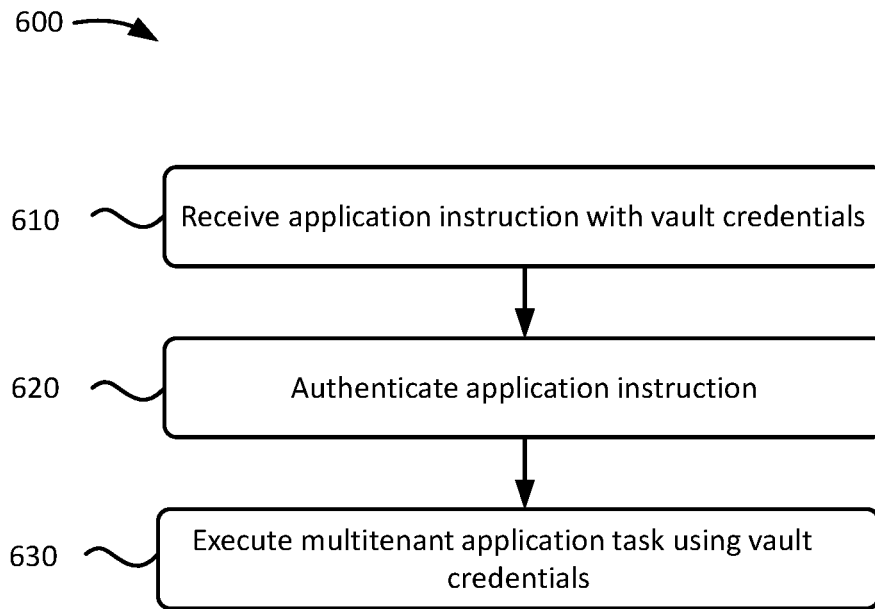 600
610
Receive application instruction with vault credentials
620
Authenticate application instruction
630
Execute multitenant application task using vault
credentials